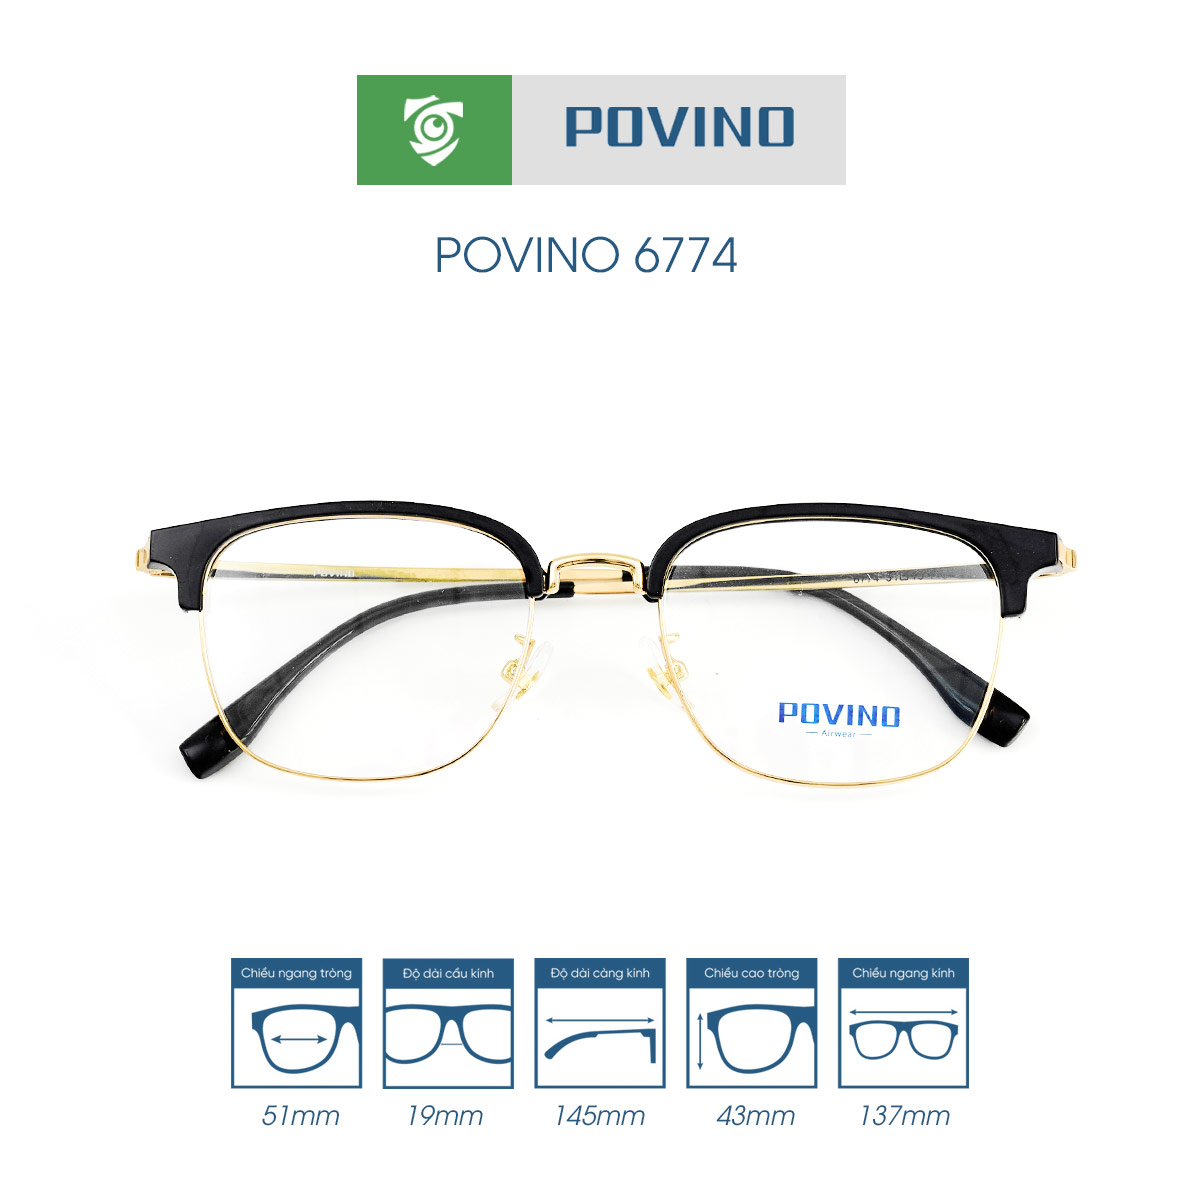 POVINO
POVINO 6774
POVINO
POVINO
Airwear
Chiều ngang tròng
Độ dài cầu kính
Độ dài càng kính
Chiều cao tròng
Chiều ngang kính
51mm
19mm
145mm
43mm
137mm